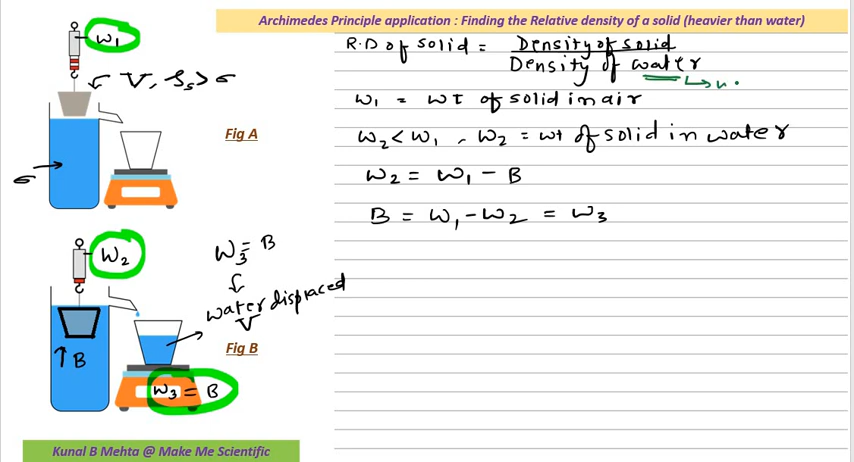 Archimedes Principle application : Finding the Relative density of a solid (heavier than water)
W1
V, ρs > σ
Fig A
σ
W2
W3 = B
water displaced
V
Fig B
↑ B
W3 = B
R.D of solid = Density of solid
Density of water
W1 = wt of solid in air
W2 < W1, W2 = wt of solid in water
W2 = W1 - B
B = W1 - W2 = W3
Kunal B Mehta @ Make Me Scientific